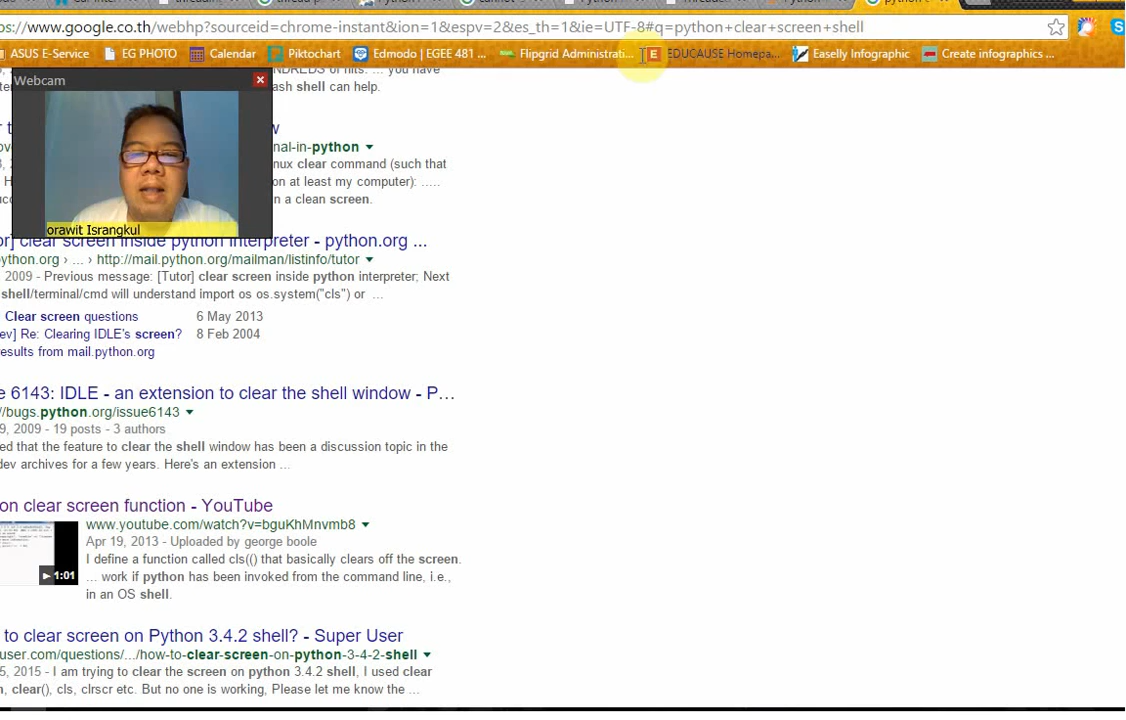 os://www.google.co.th/webhp?sourceid=chrome-instant&ion=1&espv=2&es_th=1&ie=UTF-8#q=python+clear+screen+shell
ASUS E-Service EG PHOTO Calendar Piktochart Edmodo | EGEE 481 ... Flipgrid Administrati... EDUCAUSE Homepa... Easelly Infographic Create infographics ...
Webcam
NDREDS of hits. ... you have
ash shell can help.
nal-in-python
nux clear command (such that
on at least my computer): .....
n a clean screen.
orawit Israngkul
or] clear screen inside python interpreter - python.org ...
ython.org › ... › http://mail.python.org/mailman/listinfo/tutor
2009 - Previous message: [Tutor] clear screen inside python interpreter; Next
shell/terminal/cmd will understand import os os.system("cls") or ...
Clear screen questions 6 May 2013
ev] Re: Clearing IDLE's screen? 8 Feb 2004
esults from mail.python.org
e 6143: IDLE - an extension to clear the shell window - P...
//bugs.python.org/issue6143
9, 2009 - 19 posts - 3 authors
ed that the feature to clear the shell window has been a discussion topic in the
dev archives for a few years. Here's an extension ...
on clear screen function - YouTube
www.youtube.com/watch?v=bguKhMnvmb8
Apr 19, 2013 - Uploaded by george boole
I define a function called cls(() that basically clears off the screen.
... work if python has been invoked from the command line, i.e.,
1:01
in an OS shell.
to clear screen on Python 3.4.2 shell? - Super User
user.com/questions/.../how-to-clear-screen-on-python-3-4-2-shell
5, 2015 - I am trying to clear the screen on python 3.4.2 shell, I used clear
n, clear(), cls, clrscr etc. But no one is working, Please let me know the ...